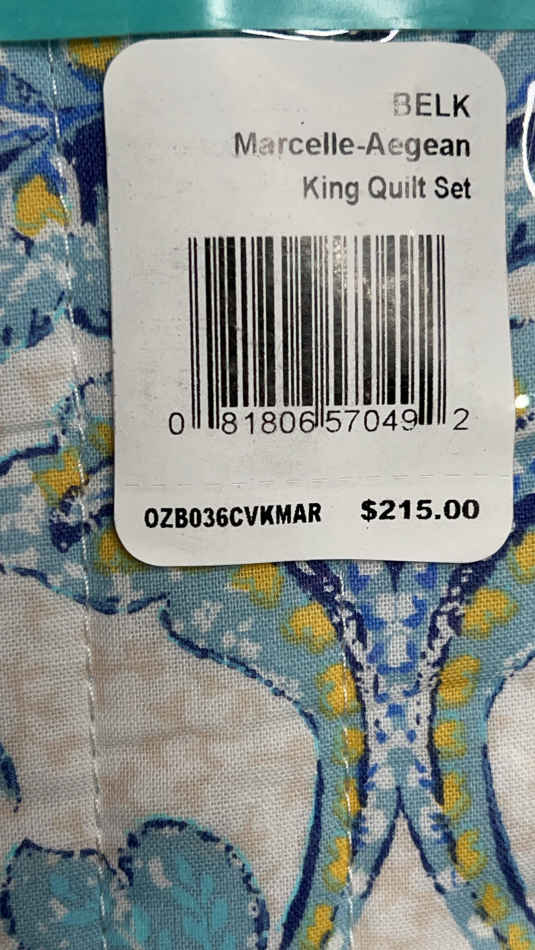 BELK
Marcelle-Aegean
King Quilt Set
0 81806 57049 2
OZB036CVKMAR $215.00